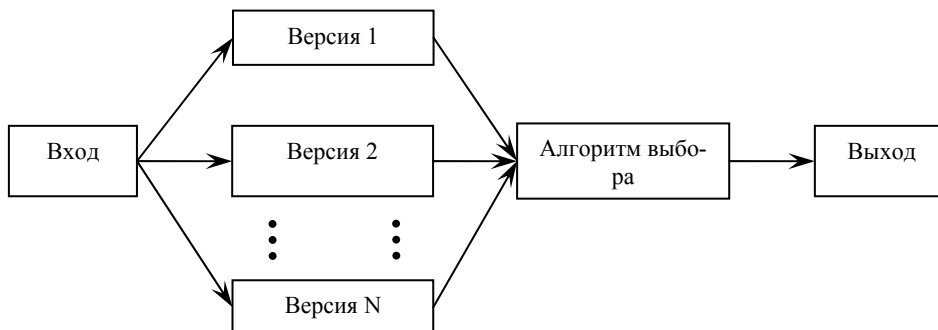 Версия 1
Вход
Версия 2
Алгоритм выбо-
ра
Выход
Версия N